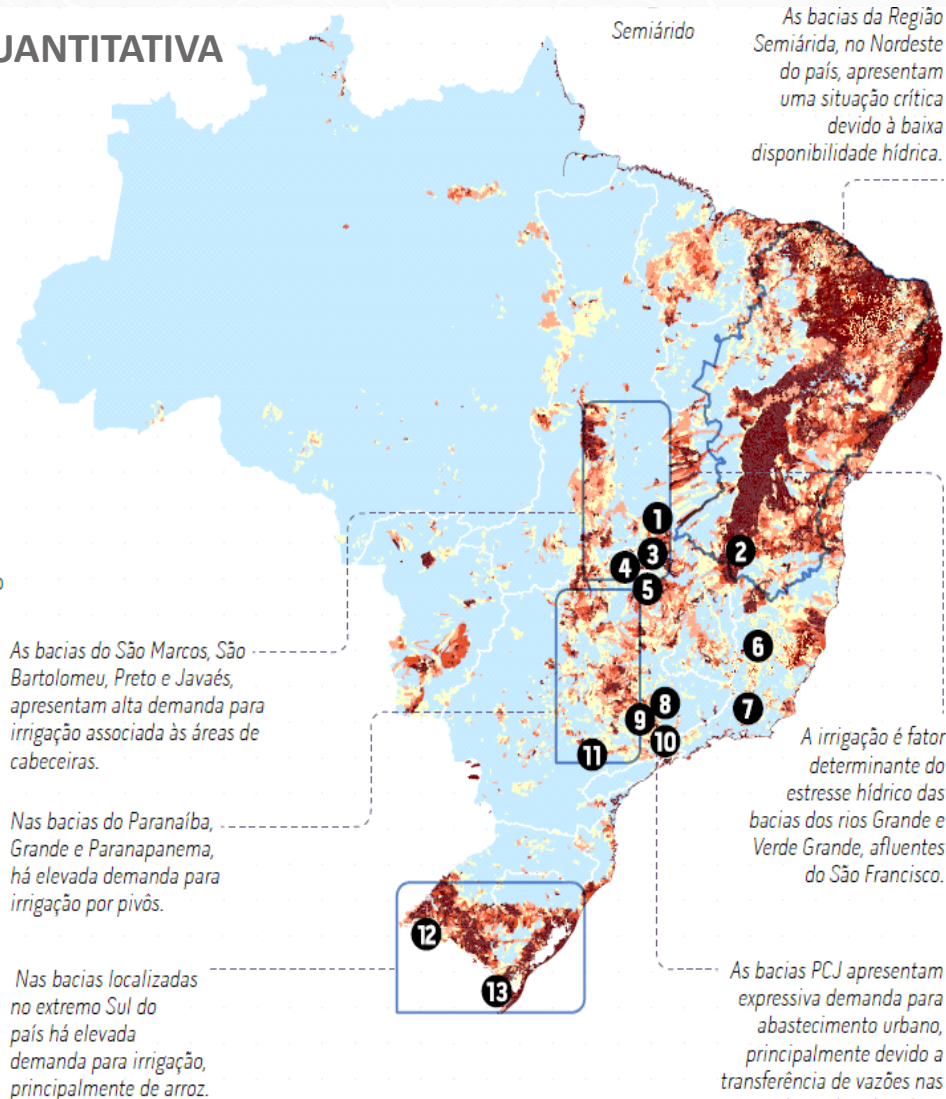 UANTITATIVA
Semiárido
As bacias da Região
Semiárida, no Nordeste
do país, apresentam
uma situação crítica
devido à baixa
disponibilidade hídrica.
1
2
3
4
5
6
7
8
9
10
11
12
13
o
As bacias do São Marcos, São
Bartolomeu, Preto e Javaés,
apresentam alta demanda para
irrigação associada às áreas de
cabeceiras.
Nas bacias do Paranaíba,
Grande e Paranapanema,
há elevada demanda para
irrigação por pivôs.
Nas bacias localizadas
no extremo Sul do
país há elevada
demanda para irrigação,
principalmente de arroz.
A irrigação é fator
determinante do
estresse hídrico das
bacias dos rios Grande e
Verde Grande, afluentes
do São Francisco.
As bacias PCJ apresentam
expressiva demanda para
abastecimento urbano,
principalmente devido a
transferência de vazões nas